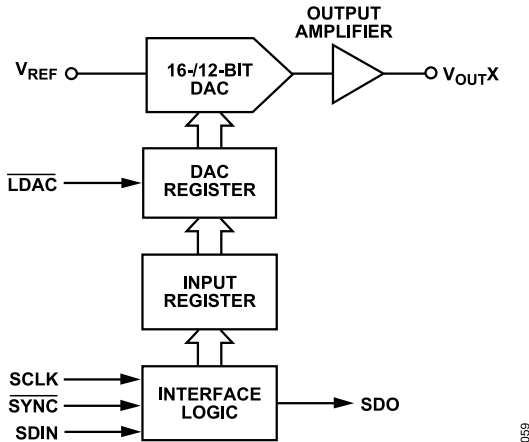 OUTPUT
AMPLIFIER
VREF
16-/12-BIT
DAC
VOUTX
LDAC
DAC
REGISTER
INPUT
REGISTER
SCLK
SYNC
SDIN
INTERFACE
LOGIC
SDO
059